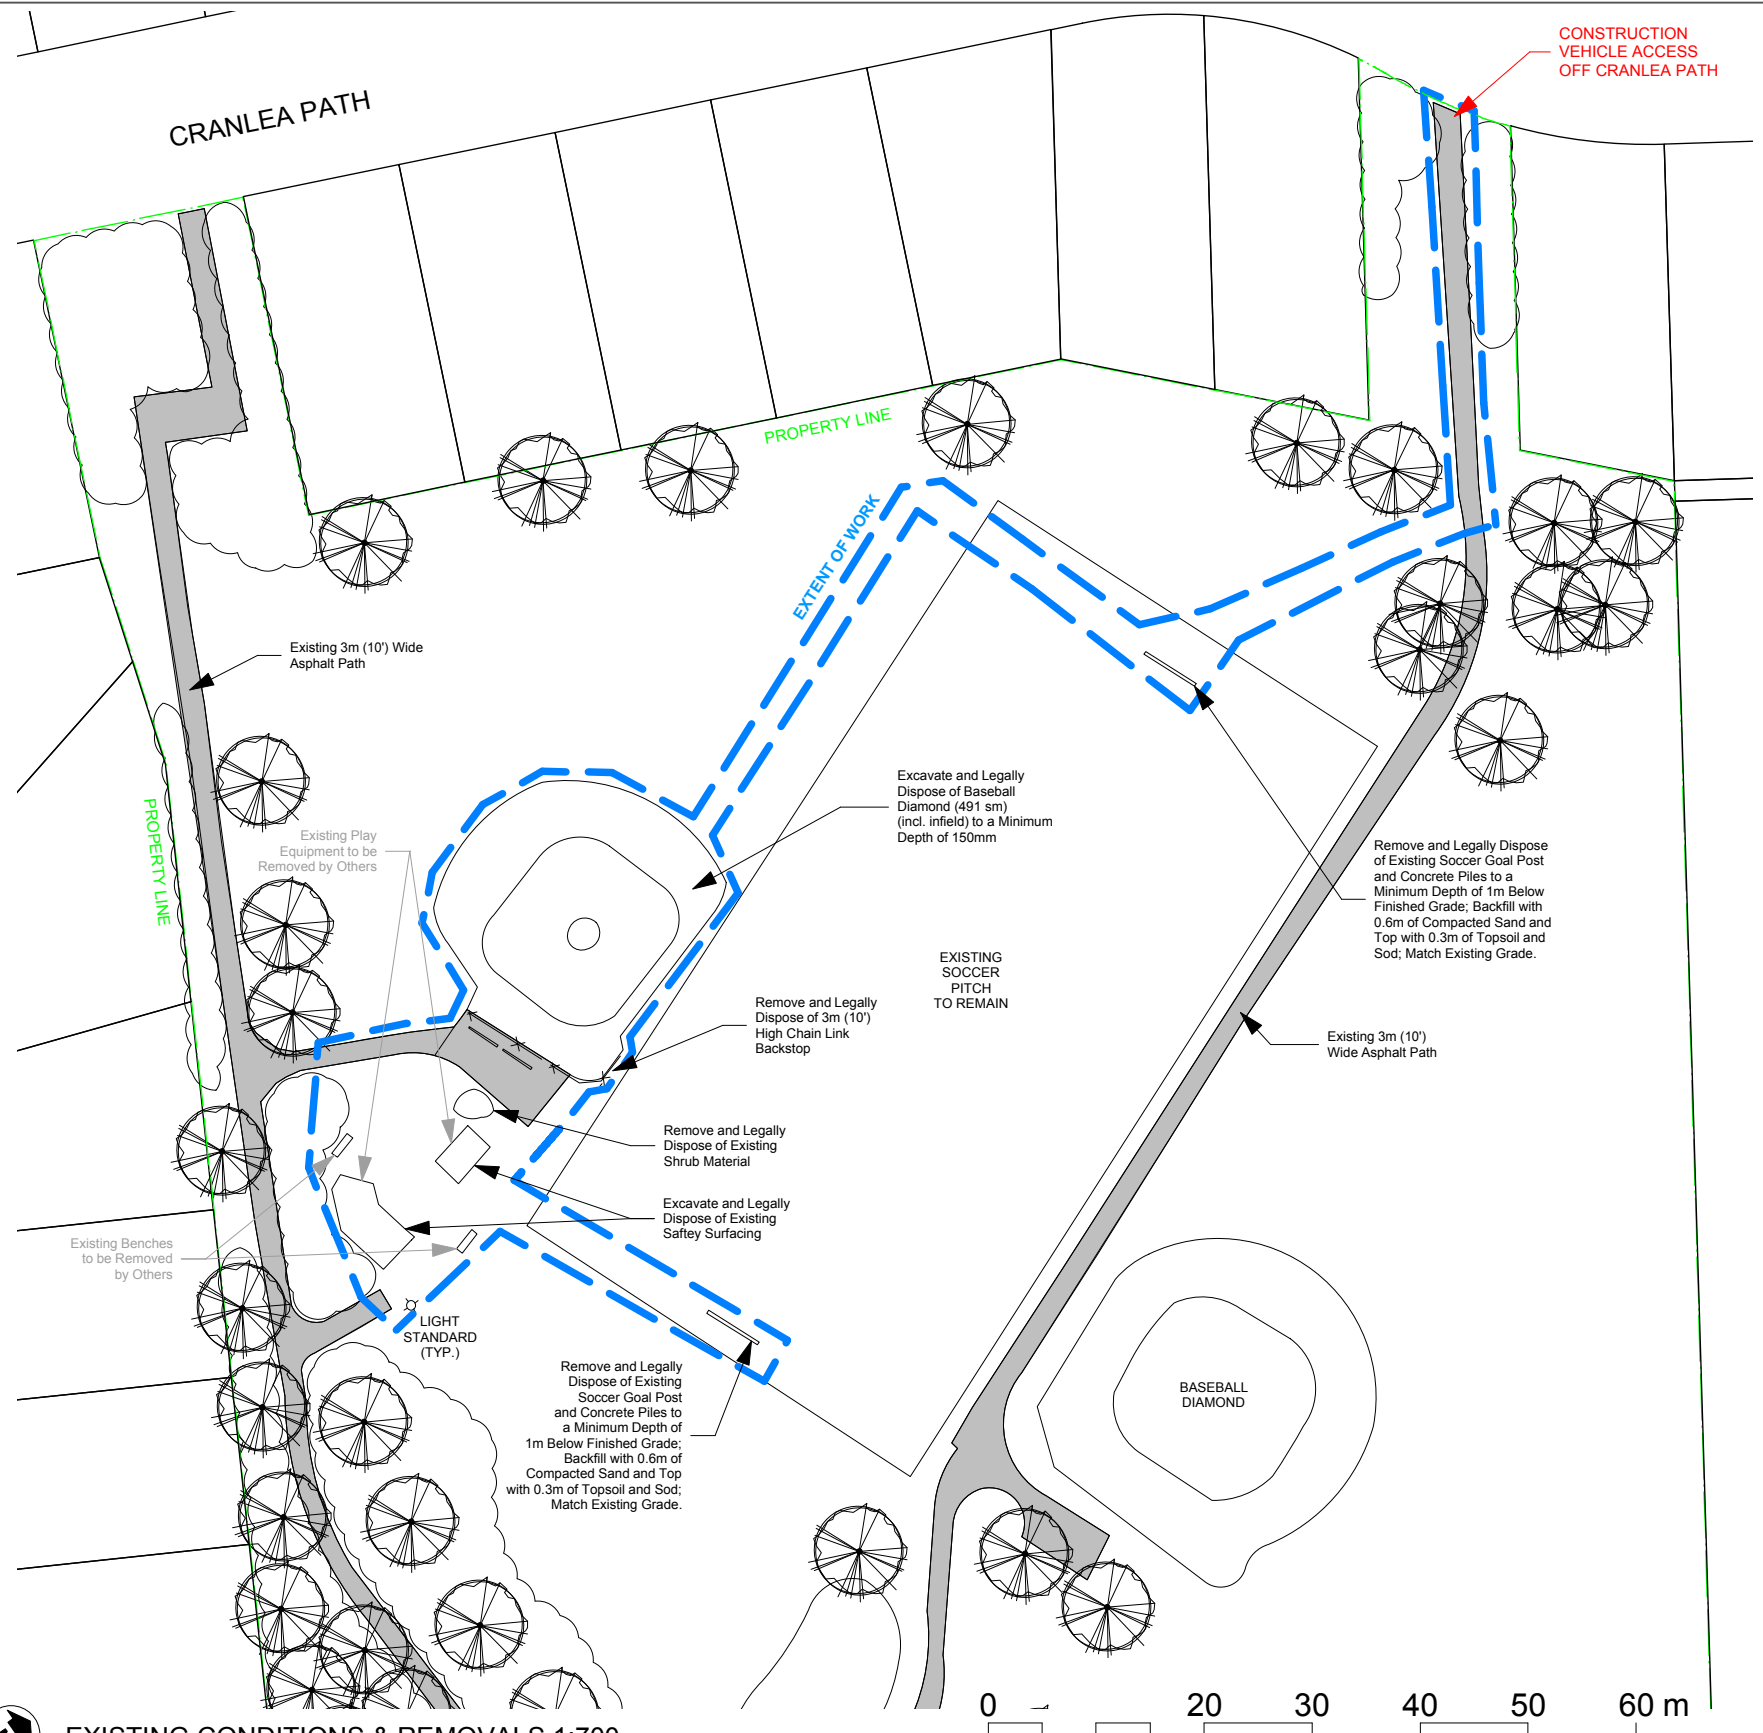 CONSTRUCTION
VEHICLE ACCESS
OFF CRANLEA PATH
CRANLEA PATH
PROPERTY LINE
EXTENT OF WORK
Existing 3m (10') Wide
Asphalt Path
PROPERTY LINE
Existing Play
Equipment to be
Removed by Others
Excavate and Legally
Dispose of Baseball
Diamond (491 sm)
(incl. infield) to a Minimum
Depth of 150mm
Remove and Legally Dispose
of Existing Soccer Goal Post
and Concrete Piles to a
Minimum Depth of 1m Below
Finished Grade; Backfill with
0.6m of Compacted Sand and
Top with 0.3m of Topsoil and
Sod; Match Existing Grade.
EXISTING
SOCCER
PITCH
TO REMAIN
Remove and Legally
Dispose of 3m (10')
High Chain Link
Backstop
Existing 3m (10')
Wide Asphalt Path
Remove and Legally
Dispose of Existing
Shrub Material
Excavate and Legally
Dispose of Existing
Saftey Surfacing
Existing Benches
to be Removed
by Others
LIGHT
STANDARD
(TYP.)
Remove and Legally
Dispose of Existing
Soccer Goal Post
and Concrete Piles to
a Minimum Depth of
1m Below Finished Grade;
Backfill with 0.6m of
Compacted Sand and Top
with 0.3m of Topsoil and Sod;
Match Existing Grade.
BASEBALL
DIAMOND
0 20 30 40 50 60 m
EXISTING CONDITIONS & REMOVALS 1:700